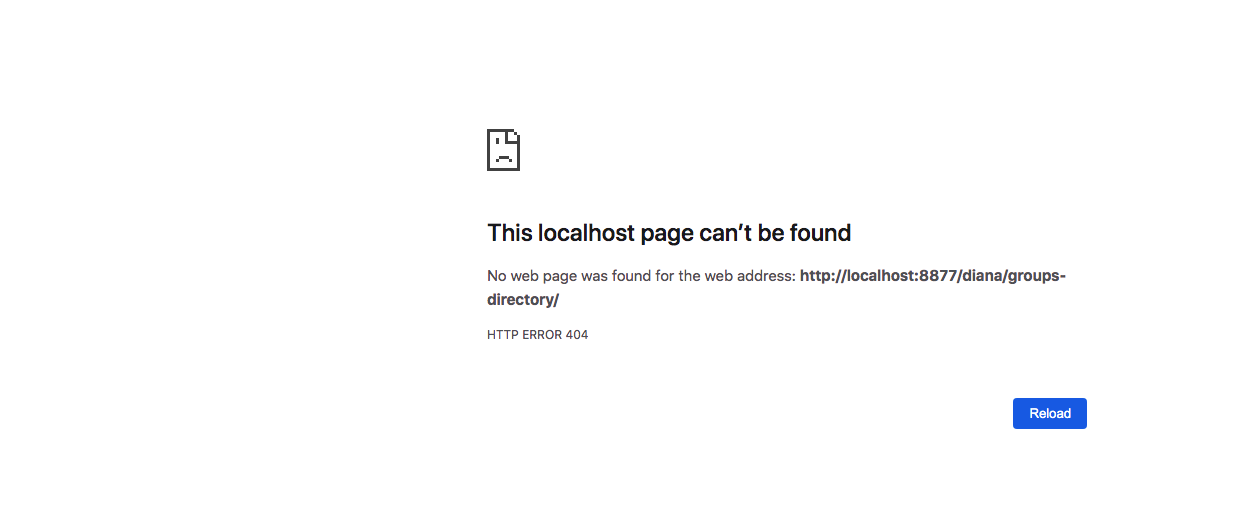 This localhost page can’t be found
No web page was found for the web address: http://localhost:8877/diana/groups-
directory/
HTTP ERROR 404
Reload